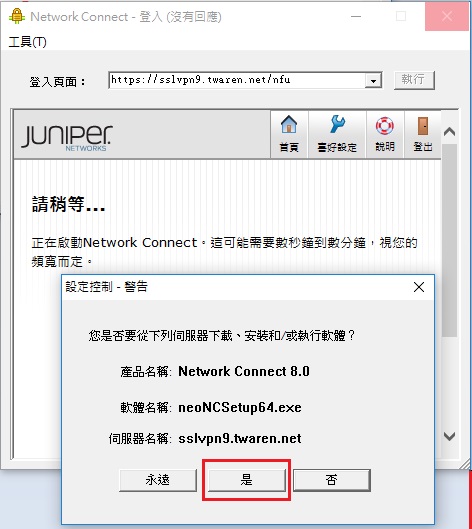 Network Connect - 登入 (沒有回應)
工具(T)
登入頁面：
https://sslvpn9.twaren.net/nfu
執行
JUNIPER
NETWORKS
首頁
喜好設定
說明
登出
請稍等...
正在啟動Network Connect。這可能需要數秒鐘到數分鐘，視您的
頻寬而定。
設定控制 - 警告
您是否要從下列伺服器下載、安裝和/或執行軟體？
產品名稱: Network Connect 8.0
軟體名稱: neoNCSetup64.exe
伺服器名稱: sslvpn9.twaren.net
永遠
是
否